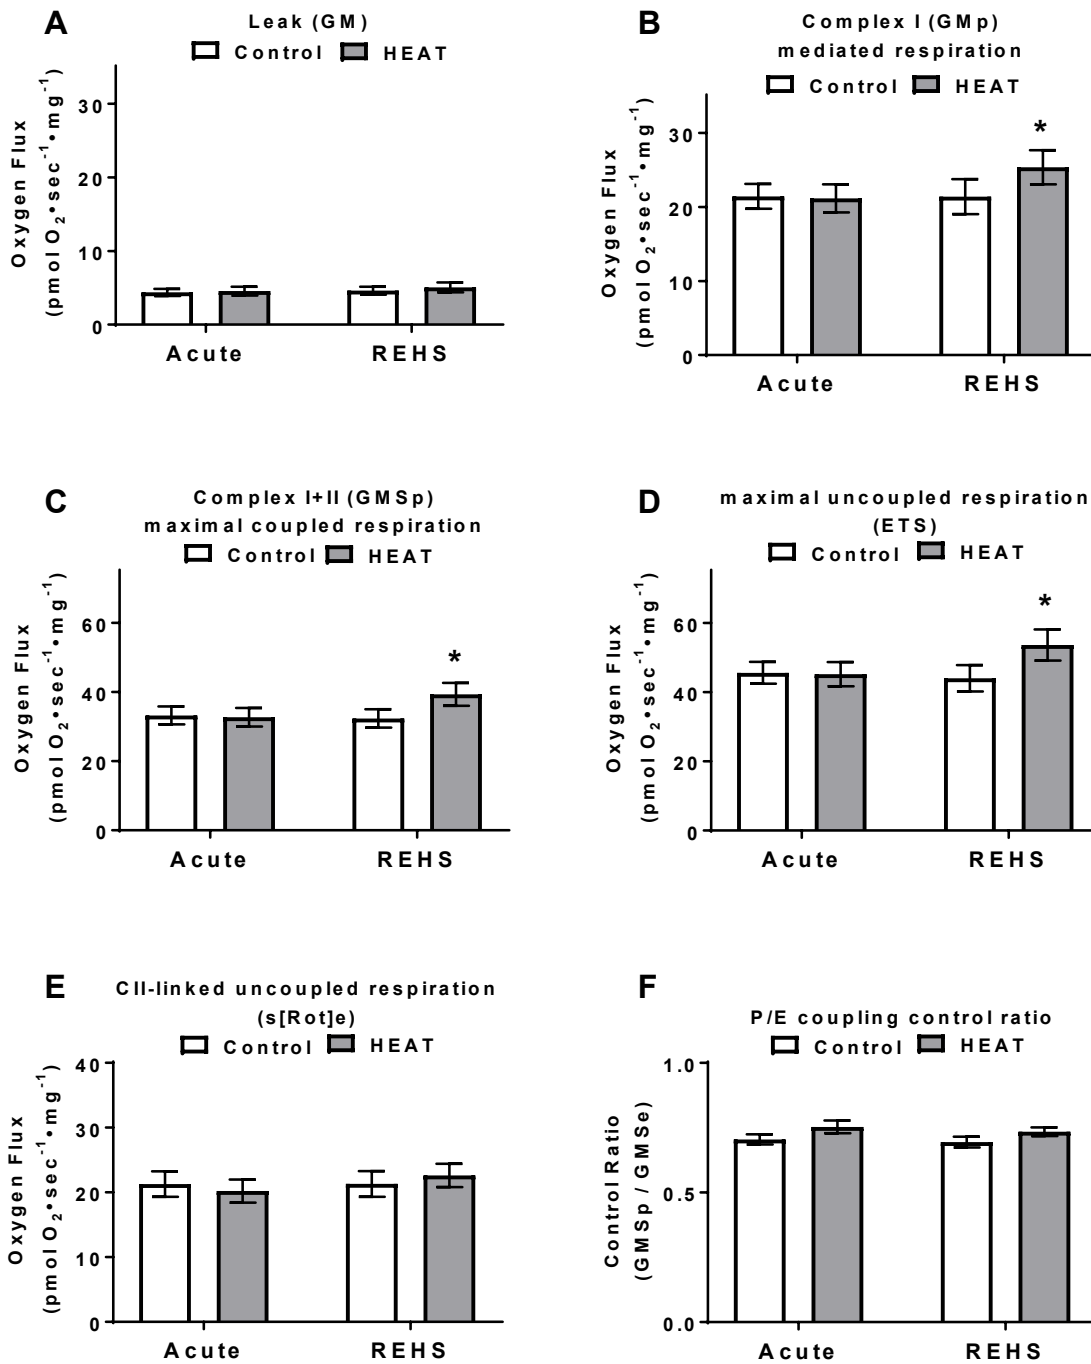 A
Leak (GM)
Control HEAT
Oxygen Flux
(pmol O₂•sec⁻¹•mg⁻¹)
30
20
10
0
Acute REHS
B
Complex I (GMp)
mediated respiration
Control HEAT
Oxygen Flux
(pmol O₂•sec⁻¹•mg⁻¹)
30
20
10
0
*
Acute REHS
C
Complex I+II (GMSp)
maximal coupled respiration
Control HEAT
Oxygen Flux
(pmol O₂•sec⁻¹•mg⁻¹)
60
40
20
0
*
Acute REHS
D
maximal uncoupled respiration
(ETS)
Control HEAT
Oxygen Flux
(pmol O₂•sec⁻¹•mg⁻¹)
60
40
20
0
*
Acute REHS
E
CII-linked uncoupled respiration
(s[Rot]e)
Control HEAT
Oxygen Flux
(pmol O₂•sec⁻¹•mg⁻¹)
40
30
20
10
0
Acute REHS
F
P/E coupling control ratio
Control HEAT
Control Ratio
(GMSp / GMSe)
1.0
0.5
0.0
Acute REHS